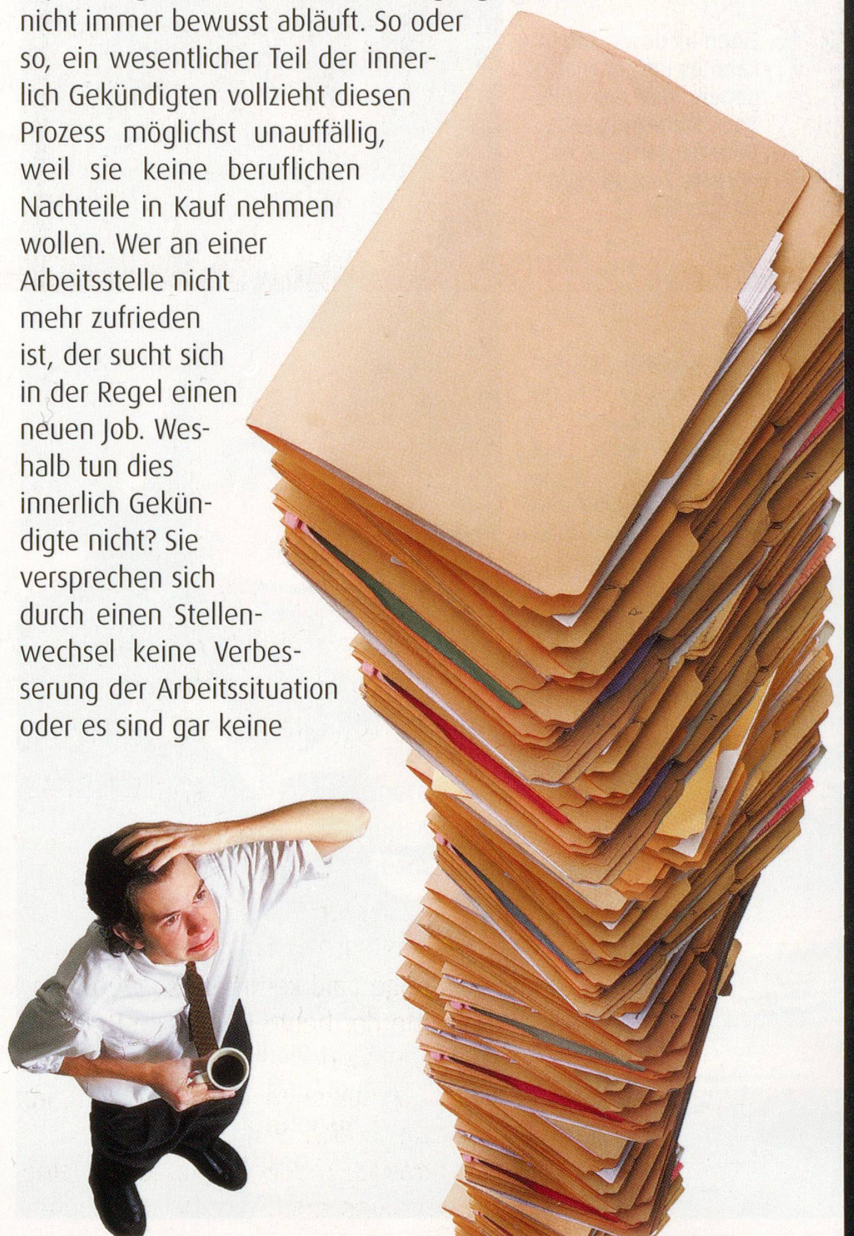 nicht immer bewusst abläuft. So oder
so, ein wesentlicher Teil der inner-
lich Gekündigten vollzieht diesen
Prozess möglichst unauffällig,
weil sie keine beruflichen
Nachteile in Kauf nehmen
wollen. Wer an einer
Arbeitsstelle nicht
mehr zufrieden
ist, der sucht sich
in der Regel einen
neuen Job. Wes-
halb tun dies
innerlich Gekün-
digte nicht? Sie
versprechen sich
durch einen Stellen-
wechsel keine Verbes-
serung der Arbeitssituation
oder es sind gar keine